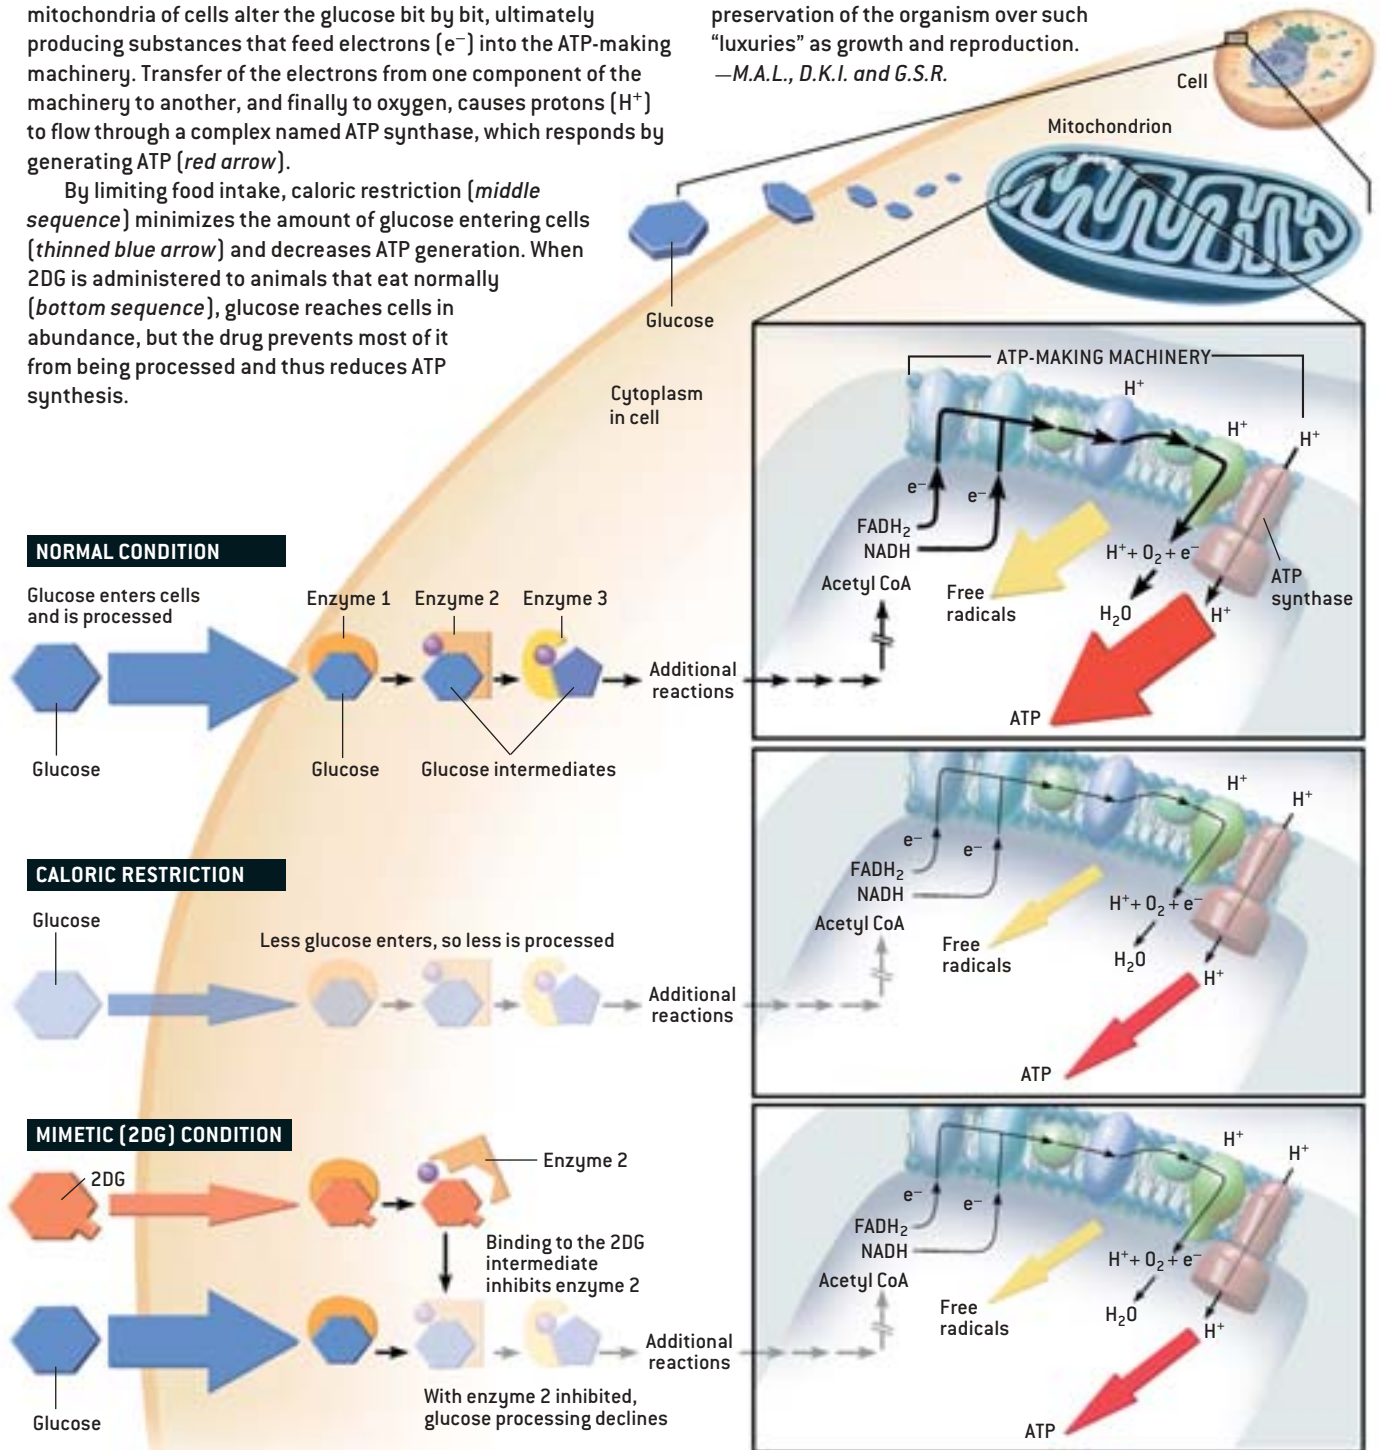 mitochondria of cells alter the glucose bit by bit, ultimately
producing substances that feed electrons (e⁻) into the ATP-making
machinery. Transfer of the electrons from one component of the
machinery to another, and finally to oxygen, causes protons (H⁺)
to flow through a complex named ATP synthase, which responds by
generating ATP (red arrow).
By limiting food intake, caloric restriction (middle
sequence) minimizes the amount of glucose entering cells
(thinned blue arrow) and decreases ATP generation. When
2DG is administered to animals that eat normally
(bottom sequence), glucose reaches cells in
abundance, but the drug prevents most of it
from being processed and thus reduces ATP
synthesis.
preservation of the organism over such
“luxuries” as growth and reproduction.
—M.A.L., D.K.I. and G.S.R.
Cell
Mitochondrion
Glucose
Cytoplasm
in cell
ATP-MAKING MACHINERY
H⁺
H⁺
H⁺
e⁻
e⁻
FADH₂
NADH
Acetyl CoA
Free
radicals
H⁺ + O₂ + e⁻
H₂O
H⁺
ATP
synthase
ATP
NORMAL CONDITION
Glucose enters cells
and is processed
Enzyme 1
Enzyme 2
Enzyme 3
Additional
reactions
Glucose
Glucose
Glucose intermediates
CALORIC RESTRICTION
Glucose
Less glucose enters, so less is processed
Additional
reactions
H⁺
H⁺
e⁻
e⁻
FADH₂
NADH
Acetyl CoA
Free
radicals
H⁺ + O₂ + e⁻
H₂O
H⁺
ATP
MIMETIC (2DG) CONDITION
2DG
Enzyme 2
Binding to the 2DG
intermediate
inhibits enzyme 2
Additional
reactions
With enzyme 2 inhibited,
glucose processing declines
Glucose
H⁺
H⁺
e⁻
e⁻
FADH₂
NADH
Acetyl CoA
Free
radicals
H⁺ + O₂ + e⁻
H₂O
H⁺
ATP